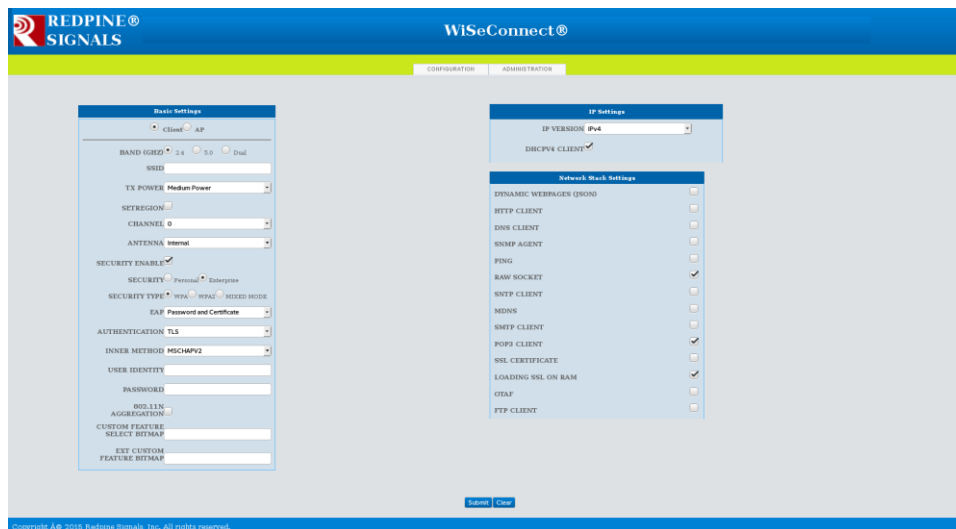 REDPINE®
SIGNALS
WiSeConnect®
CONFIGURATION ADMINISTRATION
Basic Settings
Client AP
BAND (GHZ) 2.4 5.0 Dual
SSID
TX POWER Medium Power
SETREGION
CHANNEL 0
ANTENNA Internal
SECURITY ENABLE
SECURITY Personal Enterprise
SECURITY TYPE WPA WPA2 MIXED MODE
EAP Password and Certificate
AUTHENTICATION TLS
INNER METHOD MSCHAPV2
USER IDENTITY
PASSWORD
802.11N
AGGREGATION
CUSTOM FEATURE
SELECT BITMAP
EXT CUSTOM
FEATURE BITMAP
IP Settings
IP VERSION IPv4
DHCPV4 CLIENT
Network Stack Settings
DYNAMIC WEBPAGES (JSON)
HTTP CLIENT
DNS CLIENT
SNMP AGENT
PING
RAW SOCKET
SNTP CLIENT
MDNS
SMTP CLIENT
POP3 CLIENT
SSL CERTIFICATE
LOADING SSL ON RAM
OTAF
FTP CLIENT
Submit Clear
Copyright Â© 2015 Redpine Signals, Inc. All rights reserved.